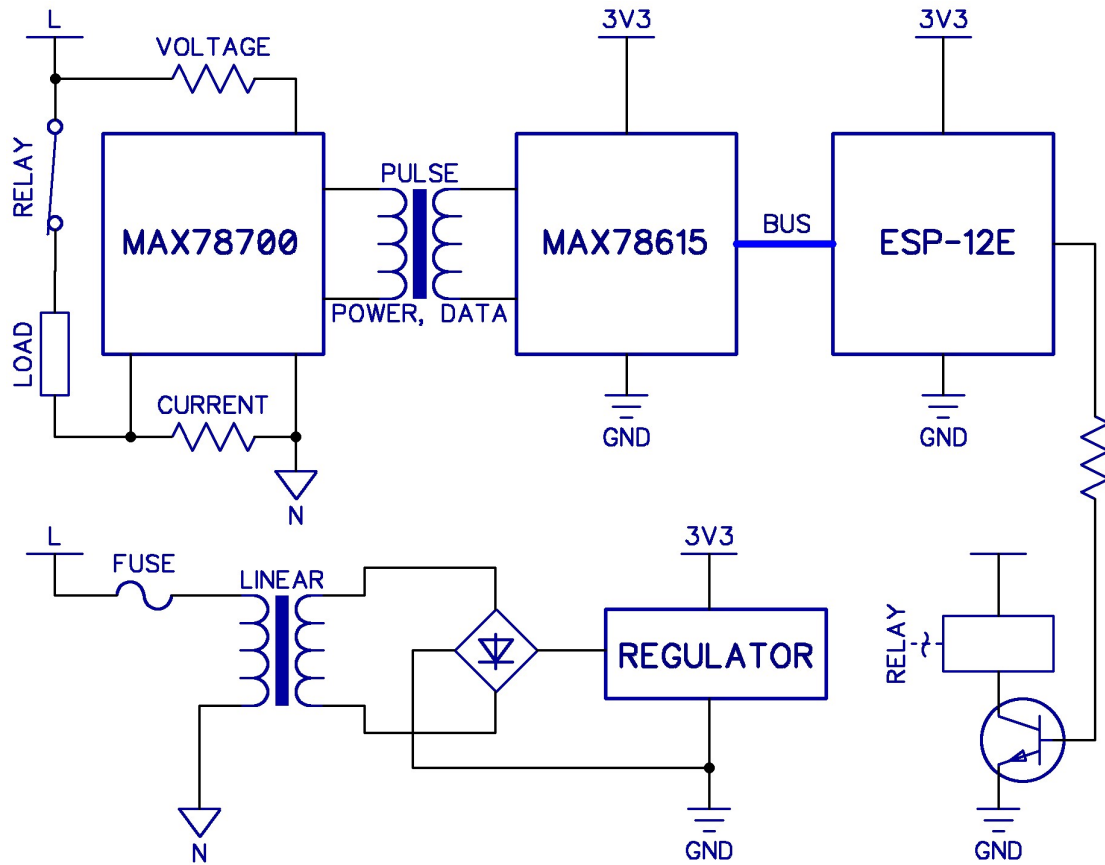 L
VOLTAGE
3V3
3V3
RELAY
PULSE
MAX78700
MAX78615
BUS
ESP-12E
POWER, DATA
LOAD
CURRENT
GND
GND
N
L
FUSE
LINEAR
3V3
REGULATOR
RELAY
N
GND
GND